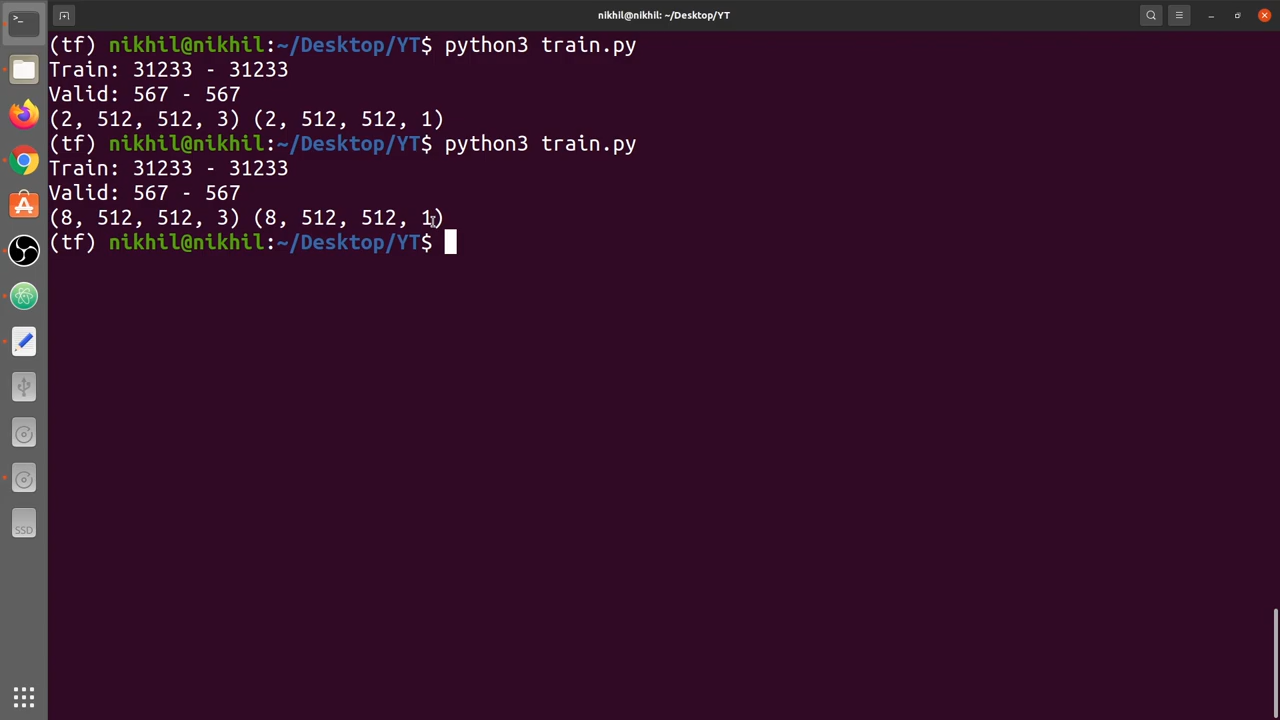 nikhil@nikhil: ~/Desktop/YT
(tf) nikhil@nikhil:~/Desktop/YT$ python3 train.py
Train: 31233 - 31233
Valid: 567 - 567
(2, 512, 512, 3) (2, 512, 512, 1)
(tf) nikhil@nikhil:~/Desktop/YT$ python3 train.py
Train: 31233 - 31233
Valid: 567 - 567
(8, 512, 512, 3) (8, 512, 512, 1)
(tf) nikhil@nikhil:~/Desktop/YT$
SSD